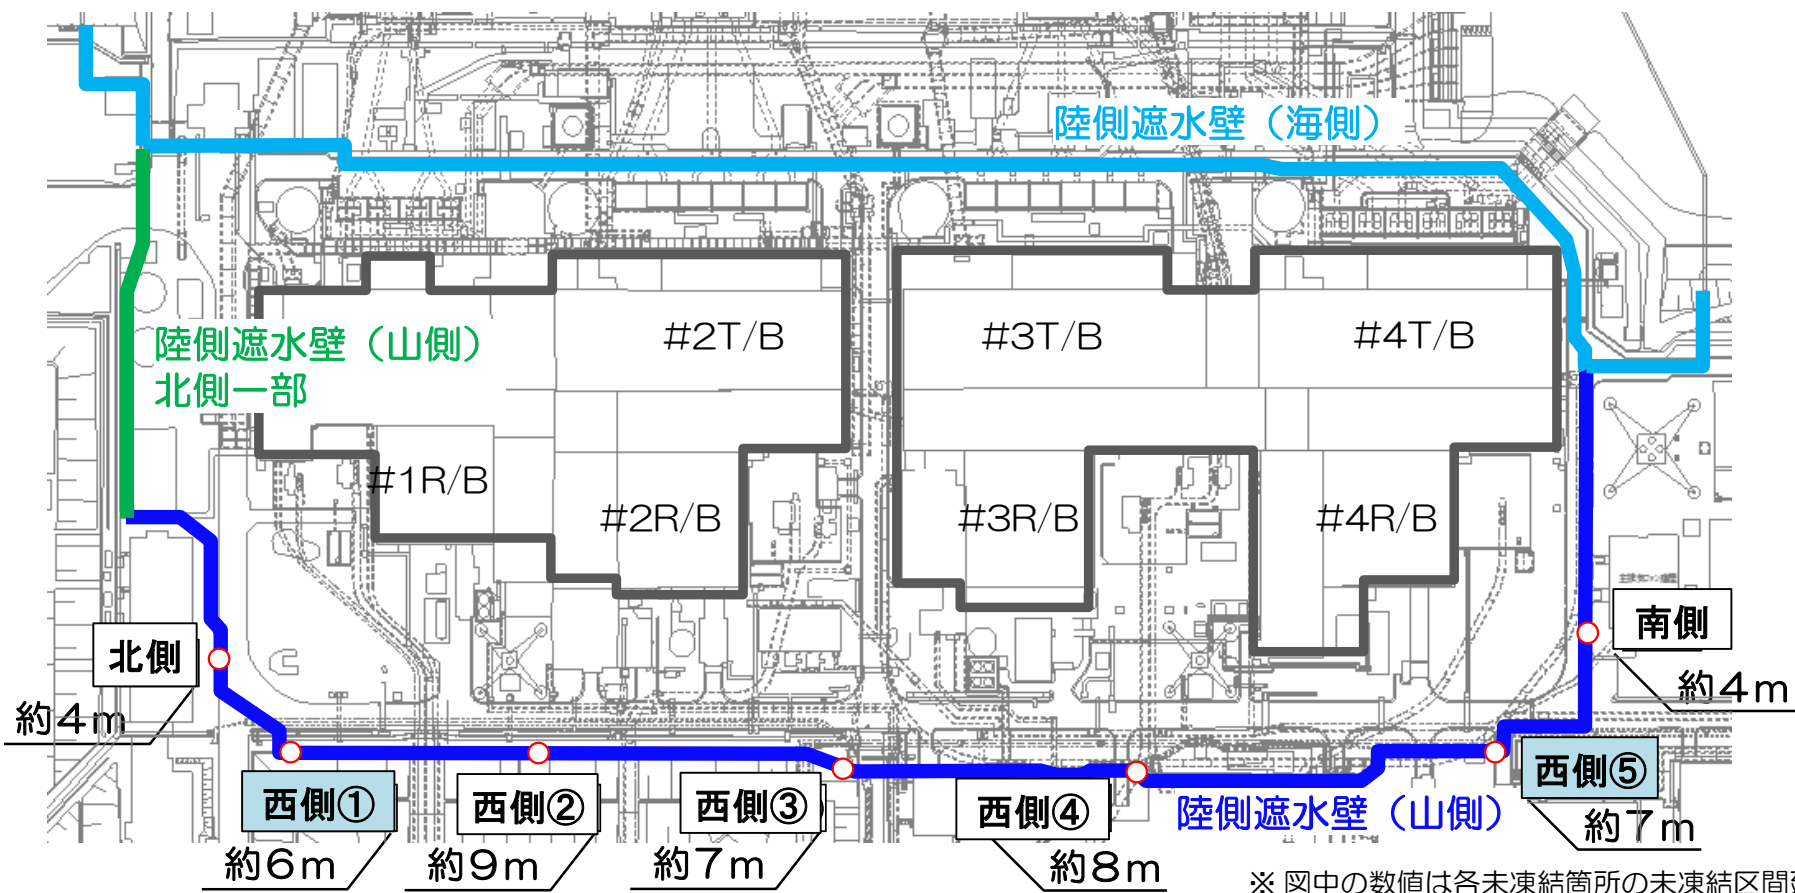 陸側遮水壁（海側）
陸側遮水壁（山側）
北側一部
#2T/B
#3T/B
#4T/B
#1R/B
#2R/B
#3R/B
#4R/B
北側
約4m
南側
約4m
西側①
約6m
西側②
約9m
西側③
約7m
西側④
約8m
西側⑤
約7m
陸側遮水壁（山側）
※ 図中の数値は各未凍結箇所の未凍結区間